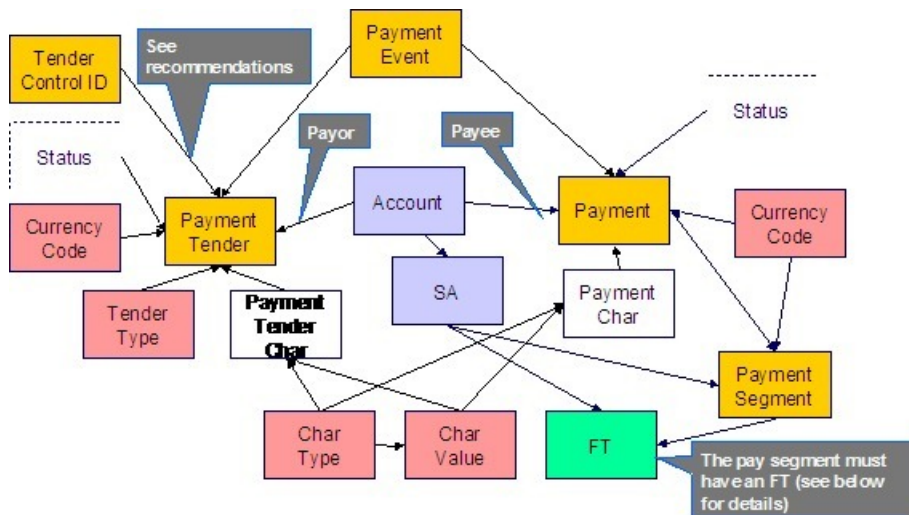 Tender
Control ID
See
recommendations
Payment
Event
Status
Payor
Payee
Status
Currency
Code
Payment
Tender
Account
Payment
Currency
Code
Tender
Type
Payment
Tender
Char
SA
Payment
Char
Payment
Segment
Char
Type
Char
Value
FT
The pay segment must
have an FT (see below
for details)